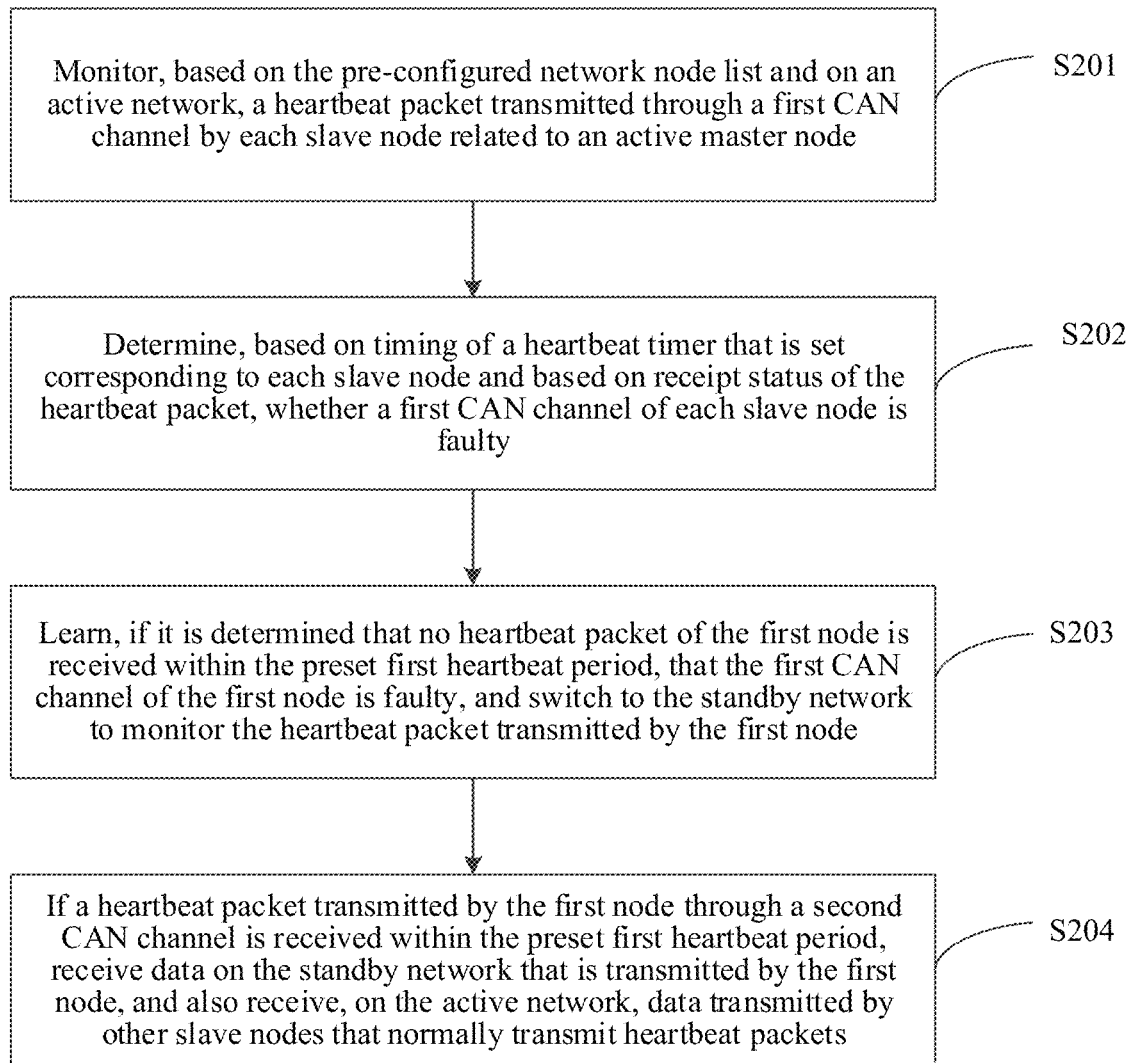 Monitor, based on the pre-configured network node list and on an
active network, a heartbeat packet transmitted through a first CAN
channel by each slave node related to an active master node
S201
Determine, based on timing of a heartbeat timer that is set
corresponding to each slave node and based on receipt status of the
heartbeat packet, whether a first CAN channel of each slave node is
faulty
S202
Learn, if it is determined that no heartbeat packet of the first node is
received within the preset first heartbeat period, that the first CAN
channel of the first node is faulty, and switch to the standby network
to monitor the heartbeat packet transmitted by the first node
S203
If a heartbeat packet transmitted by the first node through a second
CAN channel is received within the preset first heartbeat period,
receive data on the standby network that is transmitted by the first
node, and also receive, on the active network, data transmitted by
other slave nodes that normally transmit heartbeat packets
S204